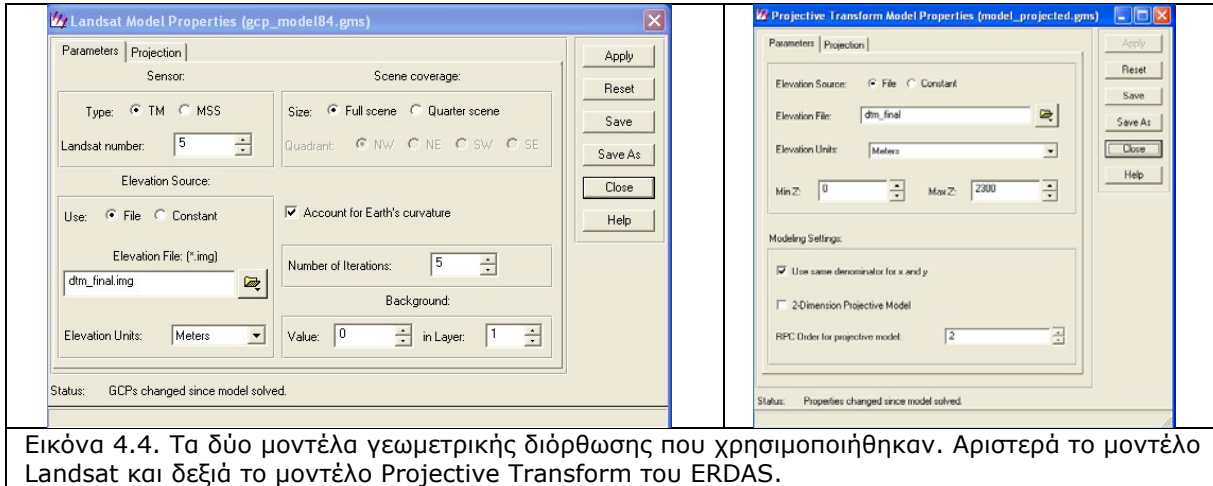 Landsat Model Properties (gcp_model84.gms)
Parameters
Projection
Sensor:
Type:
TM
MSS
Landsat number:
5
Scene coverage:
Size:
Full scene
Quarter scene
Quadrant:
NW
NE
SW
SE
Elevation Source:
Use:
File
Constant
Elevation File: (*.img)
dtm_final.img
Elevation Units:
Meters
Account for Earth's curvature
Number of Iterations:
5
Background:
Value:
0
in Layer:
1
Apply
Reset
Save
Save As
Close
Help
Status:
GCPs changed since model solved.
Projective Transform Model Properties (model_projected.gms)
Parameters
Projection
Elevation Source:
File
Constant
Elevation File:
dtm_final
Elevation Units:
Meters
Min Z:
0
Max Z:
2300
Modeling Settings:
Use same denominator for x and y
2-Dimension Projective Model
RPC Order for projective model:
2
Apply
Reset
Save
Save As
Close
Help
Status:
Properties changed since model solved.
Εικόνα 4.4. Τα δύο μοντέλα γεωμετρικής διόρθωσης που χρησιμοποιήθηκαν. Αριστερά το μοντέλο
Landsat και δεξιά το μοντέλο Projective Transform του ERDAS.